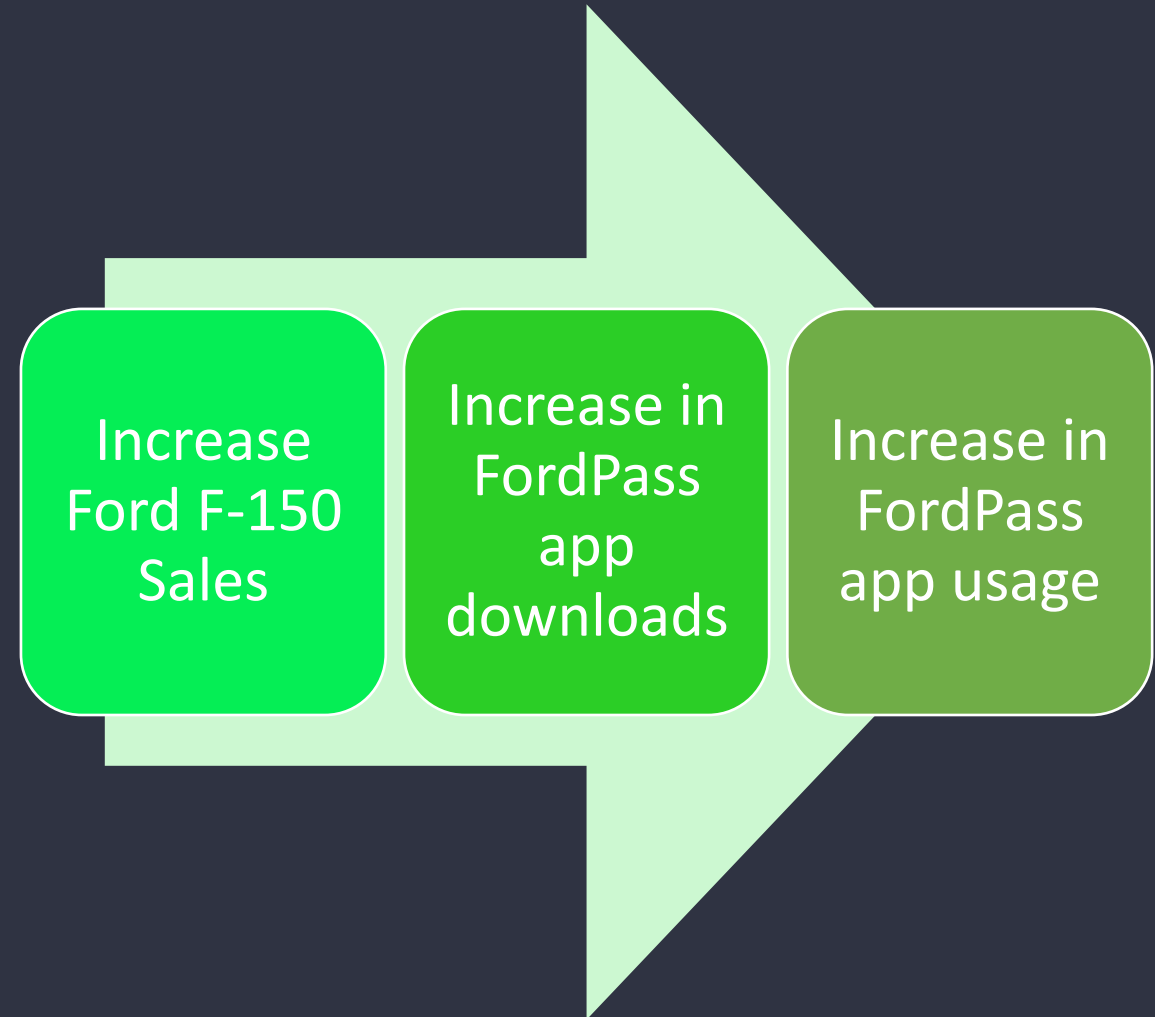 Increase
Ford F-150
Sales
Increase in
FordPass
app
downloads
Increase in
FordPass
app usage